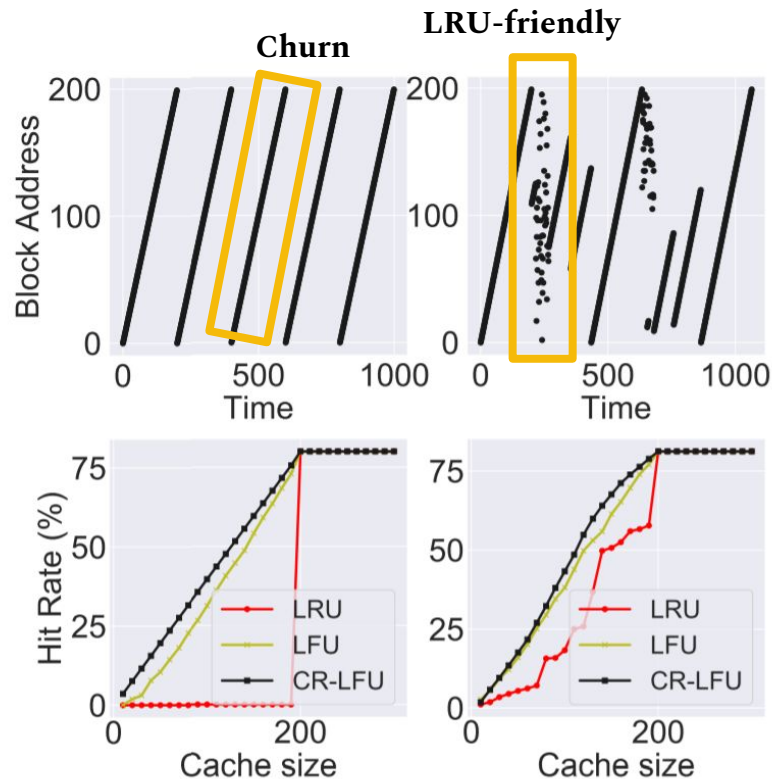 Churn
LRU-friendly
Block Address
200
100
0
0
500
1000
Time
200
100
0
0
500
1000
Time
Hit Rate (%)
75
50
25
0
LRU
LFU
CR-LFU
0
200
Cache size
75
50
25
0
LRU
LFU
CR-LFU
0
200
Cache size